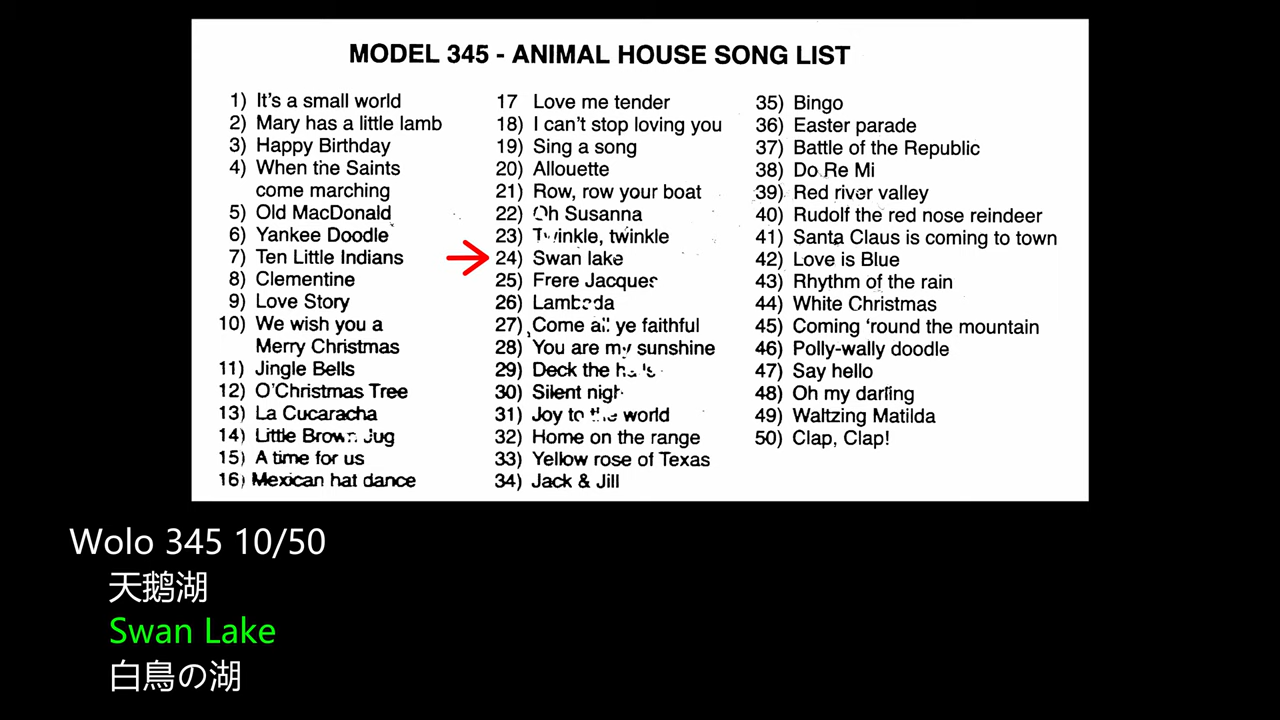 MODEL 345 - ANIMAL HOUSE SONG LIST
1) It's a small world
2) Mary has a little lamb
3) Happy Birthday
4) When the Saints
come marching
5) Old MacDonald
6) Yankee Doodle
7) Ten Little Indians
8) Clementine
9) Love Story
10) We wish you a
Merry Christmas
11) Jingle Bells
12) O'Christmas Tree
13) La Cucaracha
14) Little Brown Jug
15) A time for us
16) Mexican hat dance
17 Love me tender
18) I can't stop loving you
19) Sing a song
20) Allouette
21) Row, row your boat
22) Oh Susanna
23) Twinkle, twinkle
24) Swan lake
25) Frere Jacques
26) Lambada
27) Come all ye faithful
28) You are my sunshine
29) Deck the halls
30) Silent night
31) Joy to the world
32) Home on the range
33) Yellow rose of Texas
34) Jack & Jill
35) Bingo
36) Easter parade
37) Battle of the Republic
38) Do Re Mi
39) Red river valley
40) Rudolf the red nose reindeer
41) Santa Claus is coming to town
42) Love is Blue
43) Rhythm of the rain
44) White Christmas
45) Coming 'round the mountain
46) Polly-wally doodle
47) Say hello
48) Oh my darling
49) Waltzing Matilda
50) Clap, Clap!
Wolo 345 10/50
天鹅湖
Swan Lake
白鳥の湖